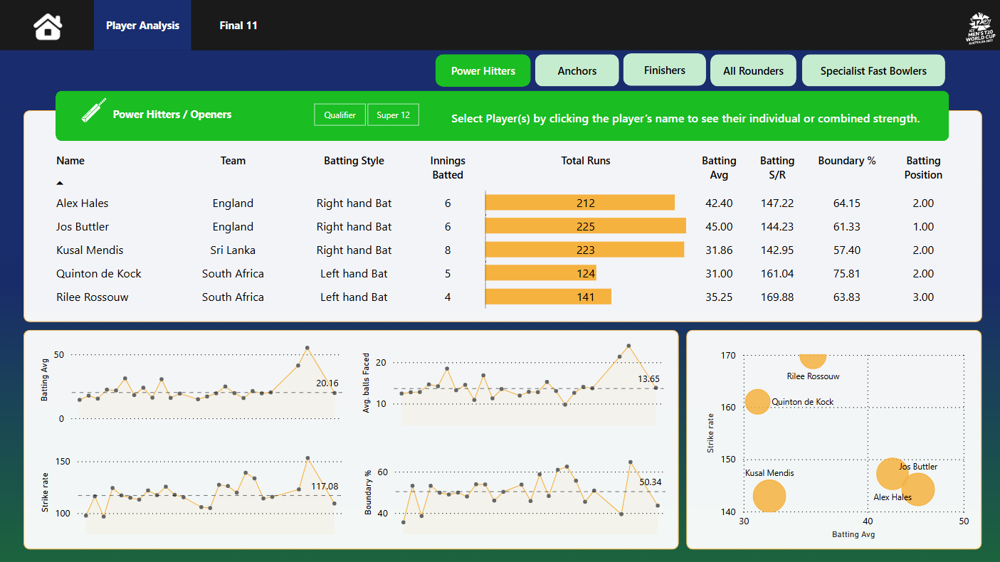 Player Analysis
Final 11
ICC
MEN'S T20
WORLD CUP
AUSTRALIA 2022
Power Hitters
Anchors
Finishers
All Rounders
Specialist Fast Bowlers
Power Hitters / Openers
Qualifier
Super 12
Select Player(s) by clicking the player's name to see their individual or combined strength.
Name Team Batting Style Innings Batted Total Runs Batting Avg Batting S/R Boundary % Batting Position
Alex Hales England Right hand Bat 6 212 42.40 147.22 64.15 2.00
Jos Buttler England Right hand Bat 6 225 45.00 144.23 61.33 1.00
Kusal Mendis Sri Lanka Right hand Bat 8 223 31.86 142.95 57.40 2.00
Quinton de Kock South Africa Left hand Bat 5 124 31.00 161.04 75.81 2.00
Rilee Rossouw South Africa Left hand Bat 4 141 35.25 169.88 63.83 3.00
Batting Avg
50
0
20.16
Avg. balls Faced
20
10
13.65
Strike rate
150
100
117.08
Boundary %
60
40
50.34
Strike rate
170
160
150
140
Rilee Rossouw
Quinton de Kock
Jos Buttler
Kusal Mendis
Alex Hales
30 40 50
Batting Avg